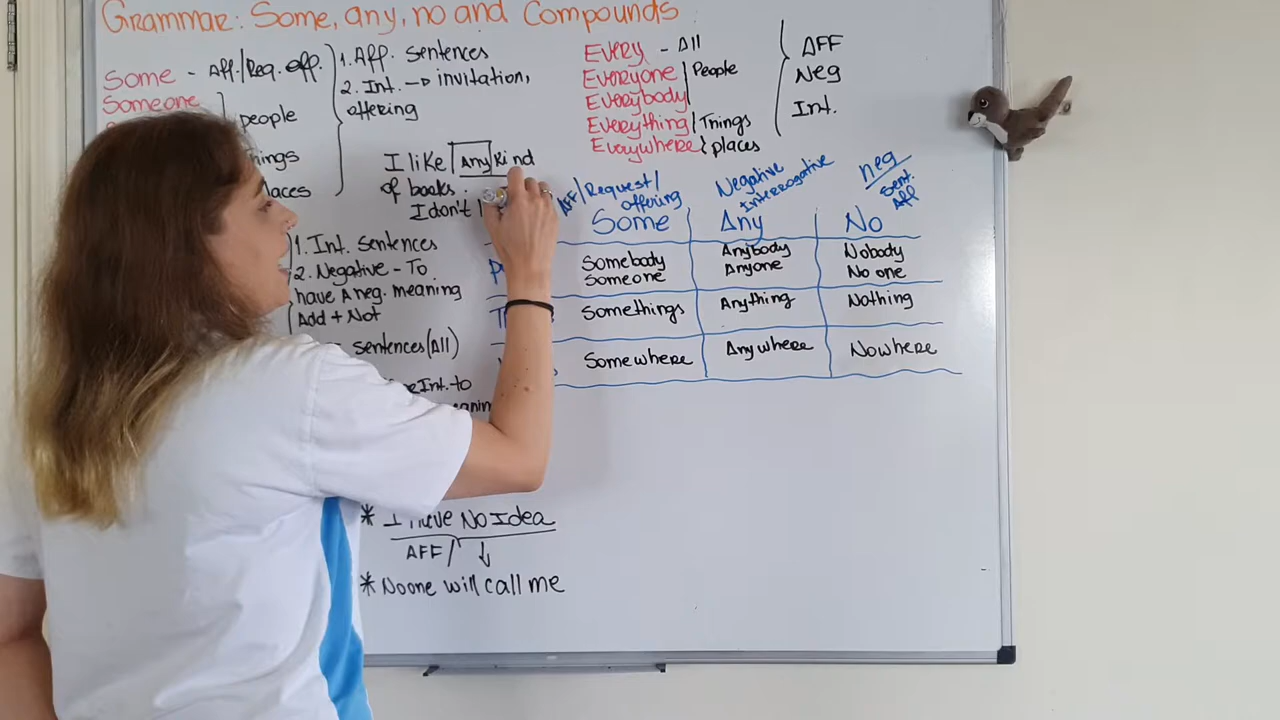 Grammar: Some, any, no and Compounds
Some - Aff./Req. off.
Someone
people
places
1. Aff. sentences
2. Int. → invitation,
offering
I like Any kind
of books.
I don't
1. Int. sentences
2. Negative - To
have A neg. meaning
Add + Not
sentences (All)
Int. to
* I have No Idea
AFF/ ↓
* Noone will call me
Every - All
Everyone
Everybody
People
Everything / Things
Everywhere places
AFF
Neg
Int.
AFF/Request/
offering
Negative
Interrogative
neg
sent.
Aff
Some Any No
Somebody Anybody Nobody
Someone Anyone No one
Somethings Anything Nothing
Somewhere Anywhere Nowhere